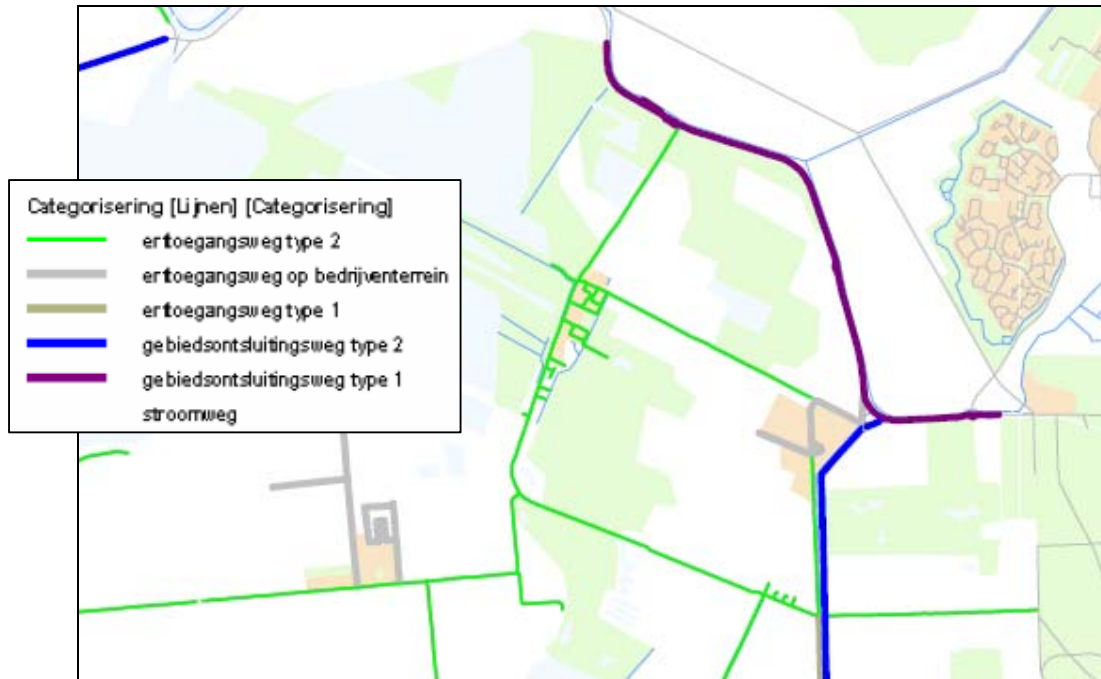 Categorisering [Lijnen] [Categorisering]
erftoegangsweg type 2
erftoegangsweg op bedrijventerrein
erftoegangsweg type 1
gebiedsontsluitingsweg type 2
gebiedsontsluitingsweg type 1
stroomweg